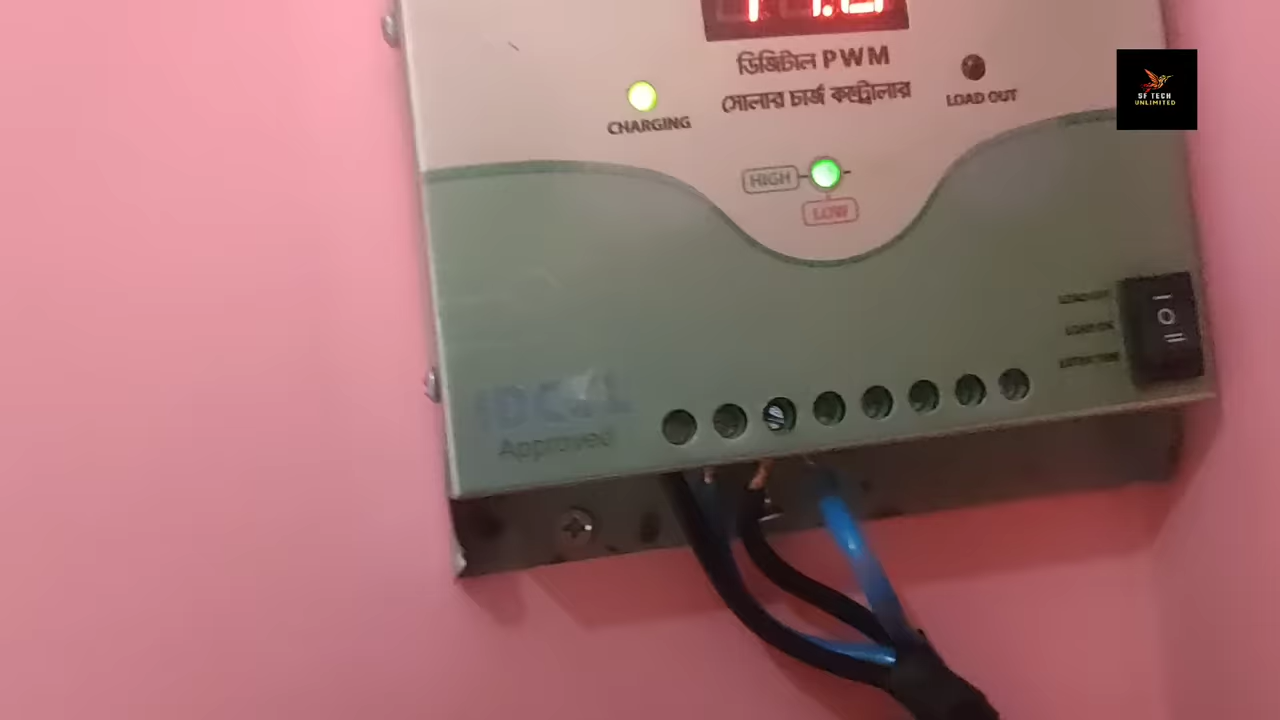 ডিজিটাল PWM
সোলার চার্জ কন্ট্রোলার
CHARGING
LOAD OUT
HIGH
LOW
SF TECH
UNLIMITED
Approved